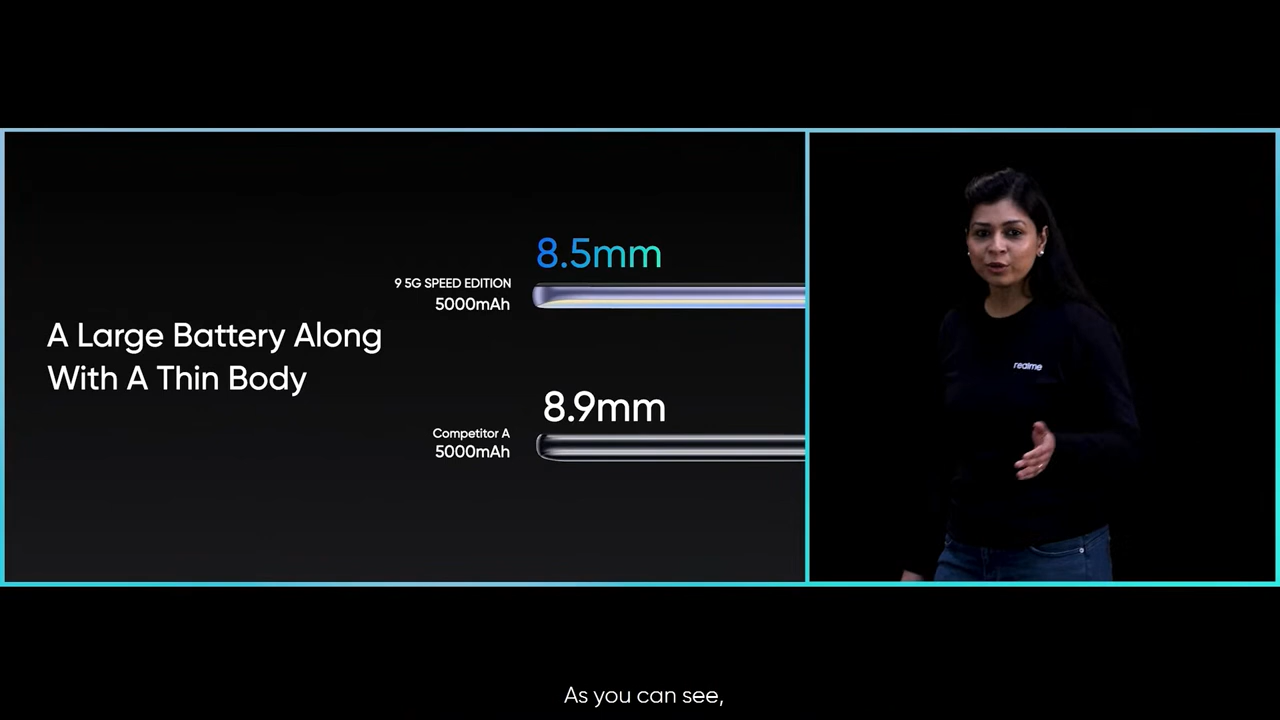 8.5mm
9 5G SPEED EDITION
5000mAh
A Large Battery Along
With A Thin Body
8.9mm
Competitor A
5000mAh
realme
As you can see,